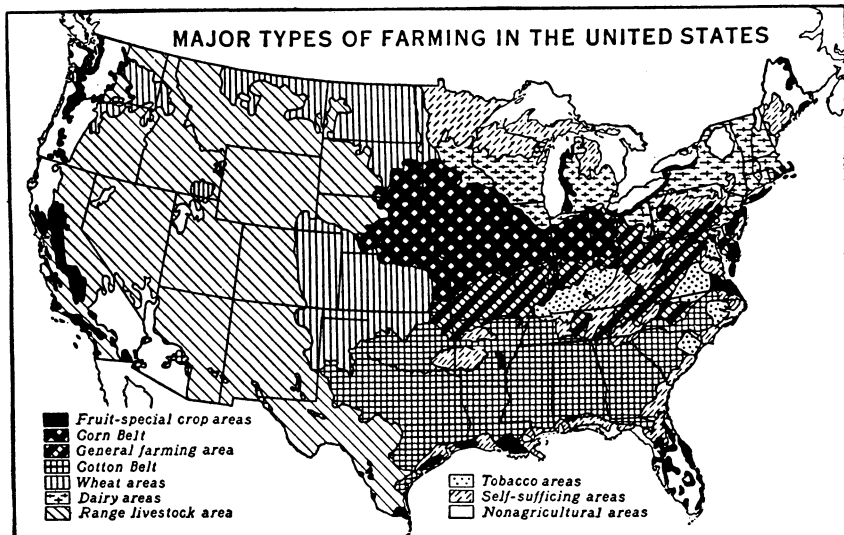 MAJOR TYPES OF FARMING IN THE UNITED STATES
Fruit-special crop areas
Corn Belt
General farming area
Cotton Belt
Wheat areas
Dairy areas
Range livestock area
Tobacco areas
Self-sufficing areas
Nonagricultural areas